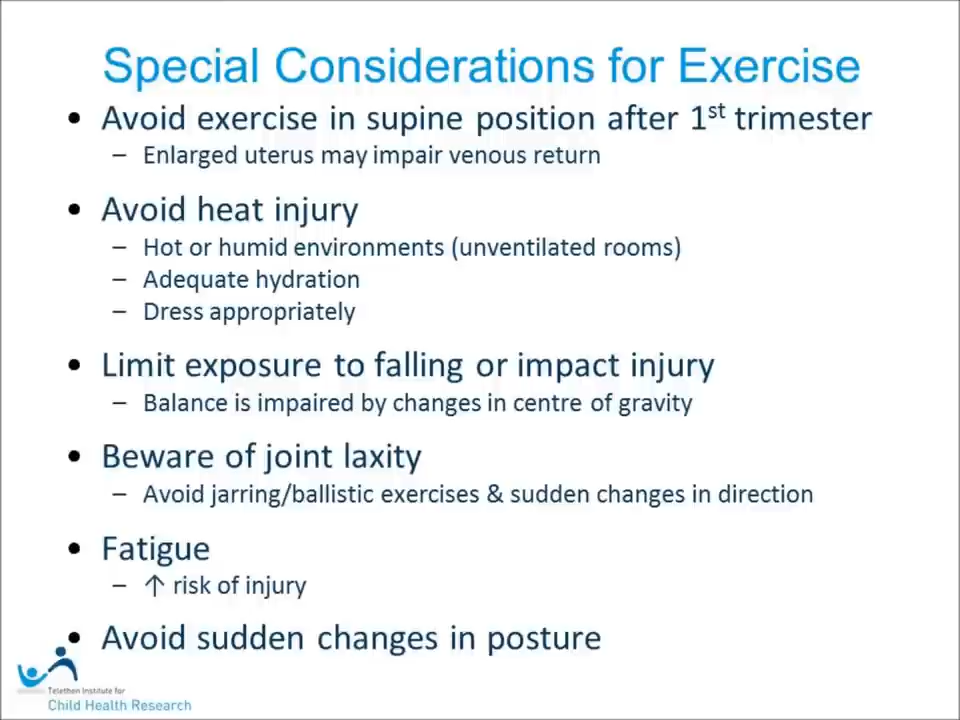 Special Considerations for Exercise
• Avoid exercise in supine position after 1st trimester
– Enlarged uterus may impair venous return
• Avoid heat injury
– Hot or humid environments (unventilated rooms)
– Adequate hydration
– Dress appropriately
• Limit exposure to falling or impact injury
– Balance is impaired by changes in centre of gravity
• Beware of joint laxity
– Avoid jarring/ballistic exercises & sudden changes in direction
• Fatigue
– ↑ risk of injury
• Avoid sudden changes in posture
Telethon Institute for
Child Health Research